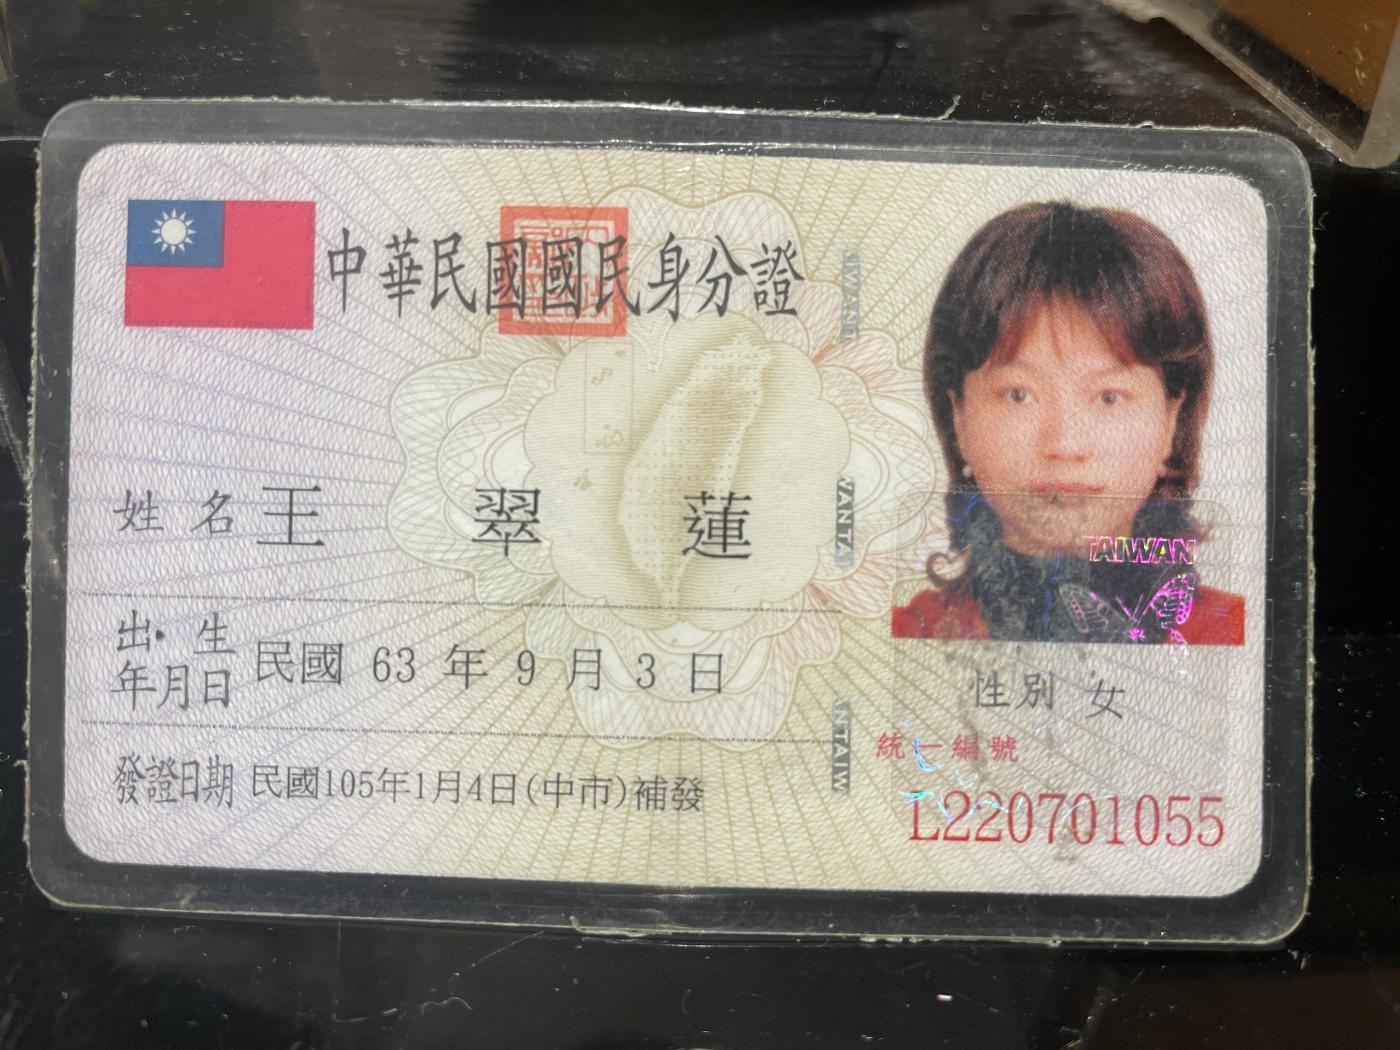 中華民國國民身分證
姓名 王翠蓮
出生年月日 民國 63 年 9 月 3 日
發證日期 民國105年1月4日(中市)補發
TAIWAN
性別 女
統一編號
L220701055